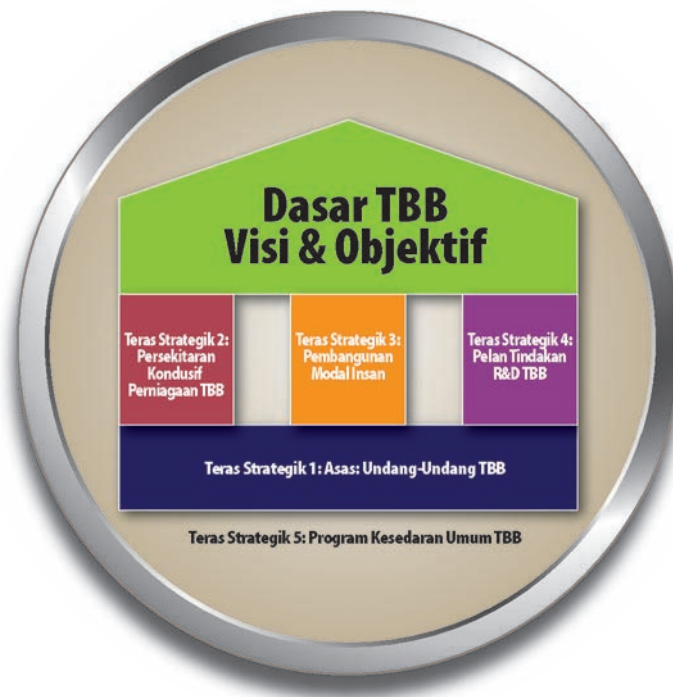 Dasar TBB
Visi & Objektif
Teras Strategik 2:
Persekitaran
Kondusif
Perniagaan TBB
Teras Strategik 3:
Pembangunan
Modal Insan
Teras Strategik 4:
Pelan Tindakan
R&D TBB
Teras Strategik 1: Asas: Undang-Undang TBB
Teras Strategik 5: Program Kesedaran Umum TBB